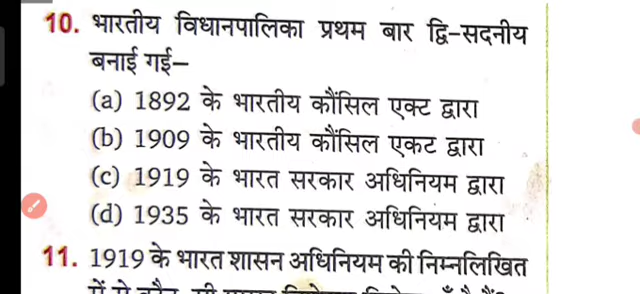 10. भारतीय विधानपालिका प्रथम बार द्वि-सदनीय
बनाई गई–
(a) 1892 के भारतीय कौंसिल एक्ट द्वारा
(b) 1909 के भारतीय कौंसिल एकट द्वारा
(c) 1919 के भारत सरकार अधिनियम द्वारा
(d) 1935 के भारत सरकार अधिनियम द्वारा
11. 1919 के भारत शासन अधिनियम की निम्नलिखित
में से कौन सी